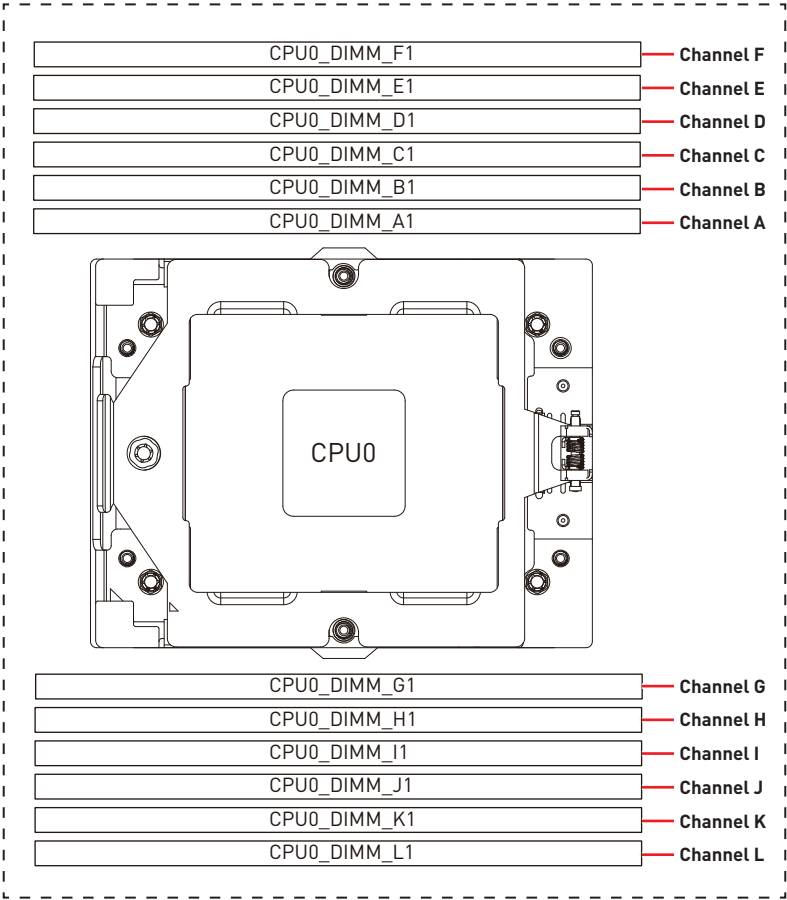 CPU0_DIMM_F1 Channel F
CPU0_DIMM_E1 Channel E
CPU0_DIMM_D1 Channel D
CPU0_DIMM_C1 Channel C
CPU0_DIMM_B1 Channel B
CPU0_DIMM_A1 Channel A
CPU0
CPU0_DIMM_G1 Channel G
CPU0_DIMM_H1 Channel H
CPU0_DIMM_I1 Channel I
CPU0_DIMM_J1 Channel J
CPU0_DIMM_K1 Channel K
CPU0_DIMM_L1 Channel L